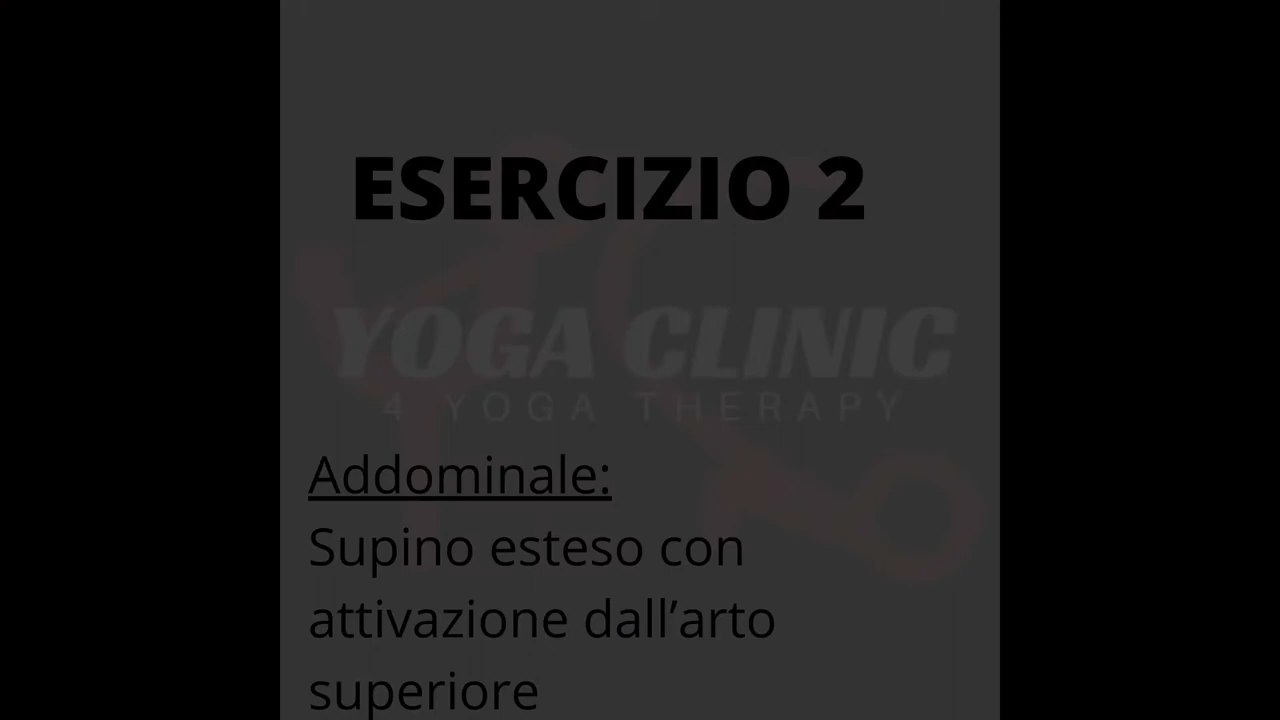 ESERCIZIO 2
YOGA CLINIC
4 YOGA THERAPY
Addominale:
Supino esteso con
attivazione dall’arto
superiore